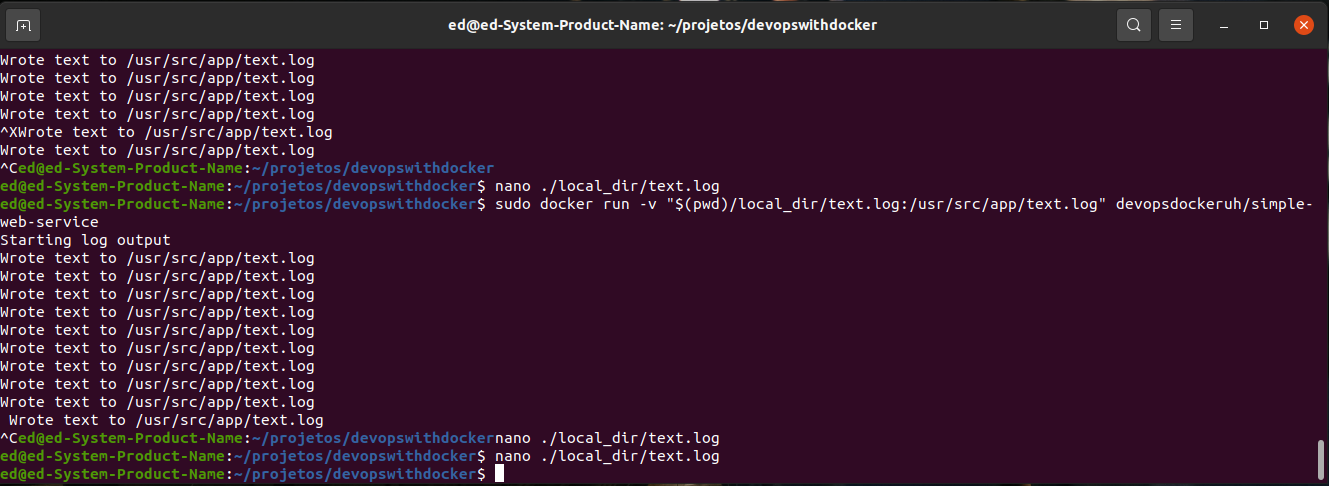 ed@ed-System-Product-Name: ~/projetos/devopswithdocker
Wrote text to /usr/src/app/text.log
Wrote text to /usr/src/app/text.log
Wrote text to /usr/src/app/text.log
Wrote text to /usr/src/app/text.log
^XWrote text to /usr/src/app/text.log
Wrote text to /usr/src/app/text.log
^Ced@ed-System-Product-Name:~/projetos/devopswithdocker
ed@ed-System-Product-Name:~/projetos/devopswithdocker$ nano ./local_dir/text.log
ed@ed-System-Product-Name:~/projetos/devopswithdocker$ sudo docker run -v "$(pwd)/local_dir/text.log:/usr/src/app/text.log" devopsdockeruh/simple-
web-service
Starting log output
Wrote text to /usr/src/app/text.log
Wrote text to /usr/src/app/text.log
Wrote text to /usr/src/app/text.log
Wrote text to /usr/src/app/text.log
Wrote text to /usr/src/app/text.log
Wrote text to /usr/src/app/text.log
Wrote text to /usr/src/app/text.log
Wrote text to /usr/src/app/text.log
Wrote text to /usr/src/app/text.log
 Wrote text to /usr/src/app/text.log
^Ced@ed-System-Product-Name:~/projetos/devopswithdockernano ./local_dir/text.log
ed@ed-System-Product-Name:~/projetos/devopswithdocker$ nano ./local_dir/text.log
ed@ed-System-Product-Name:~/projetos/devopswithdocker$